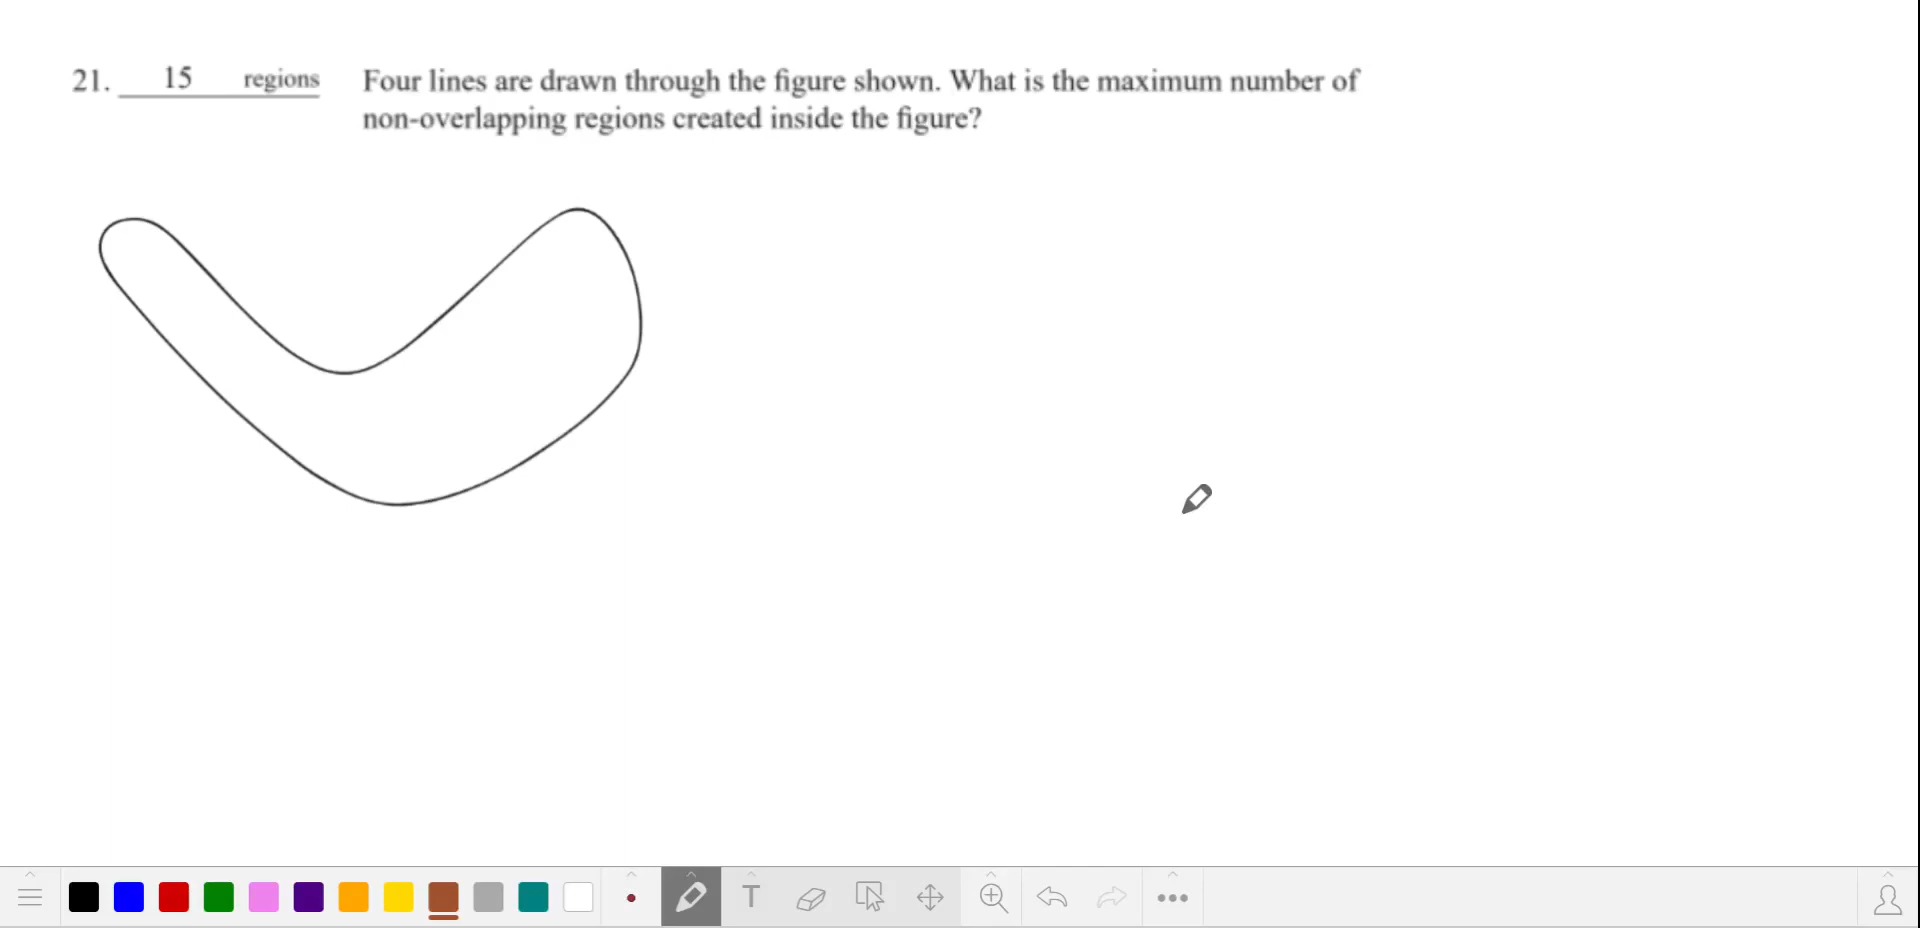 21. 15 regions Four lines are drawn through the figure shown. What is the maximum number of
non-overlapping regions created inside the figure?
T